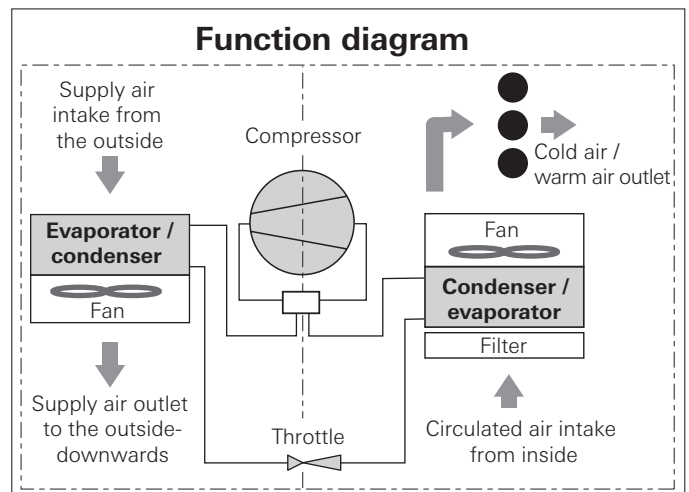 Function diagram
Supply air
intake from
the outside
Compressor
Cold air /
warm air outlet
Evaporator /
condenser
Fan
Fan
Condenser /
evaporator
Filter
Supply air outlet
to the outside-
downwards
Throttle
Circulated air intake
from inside